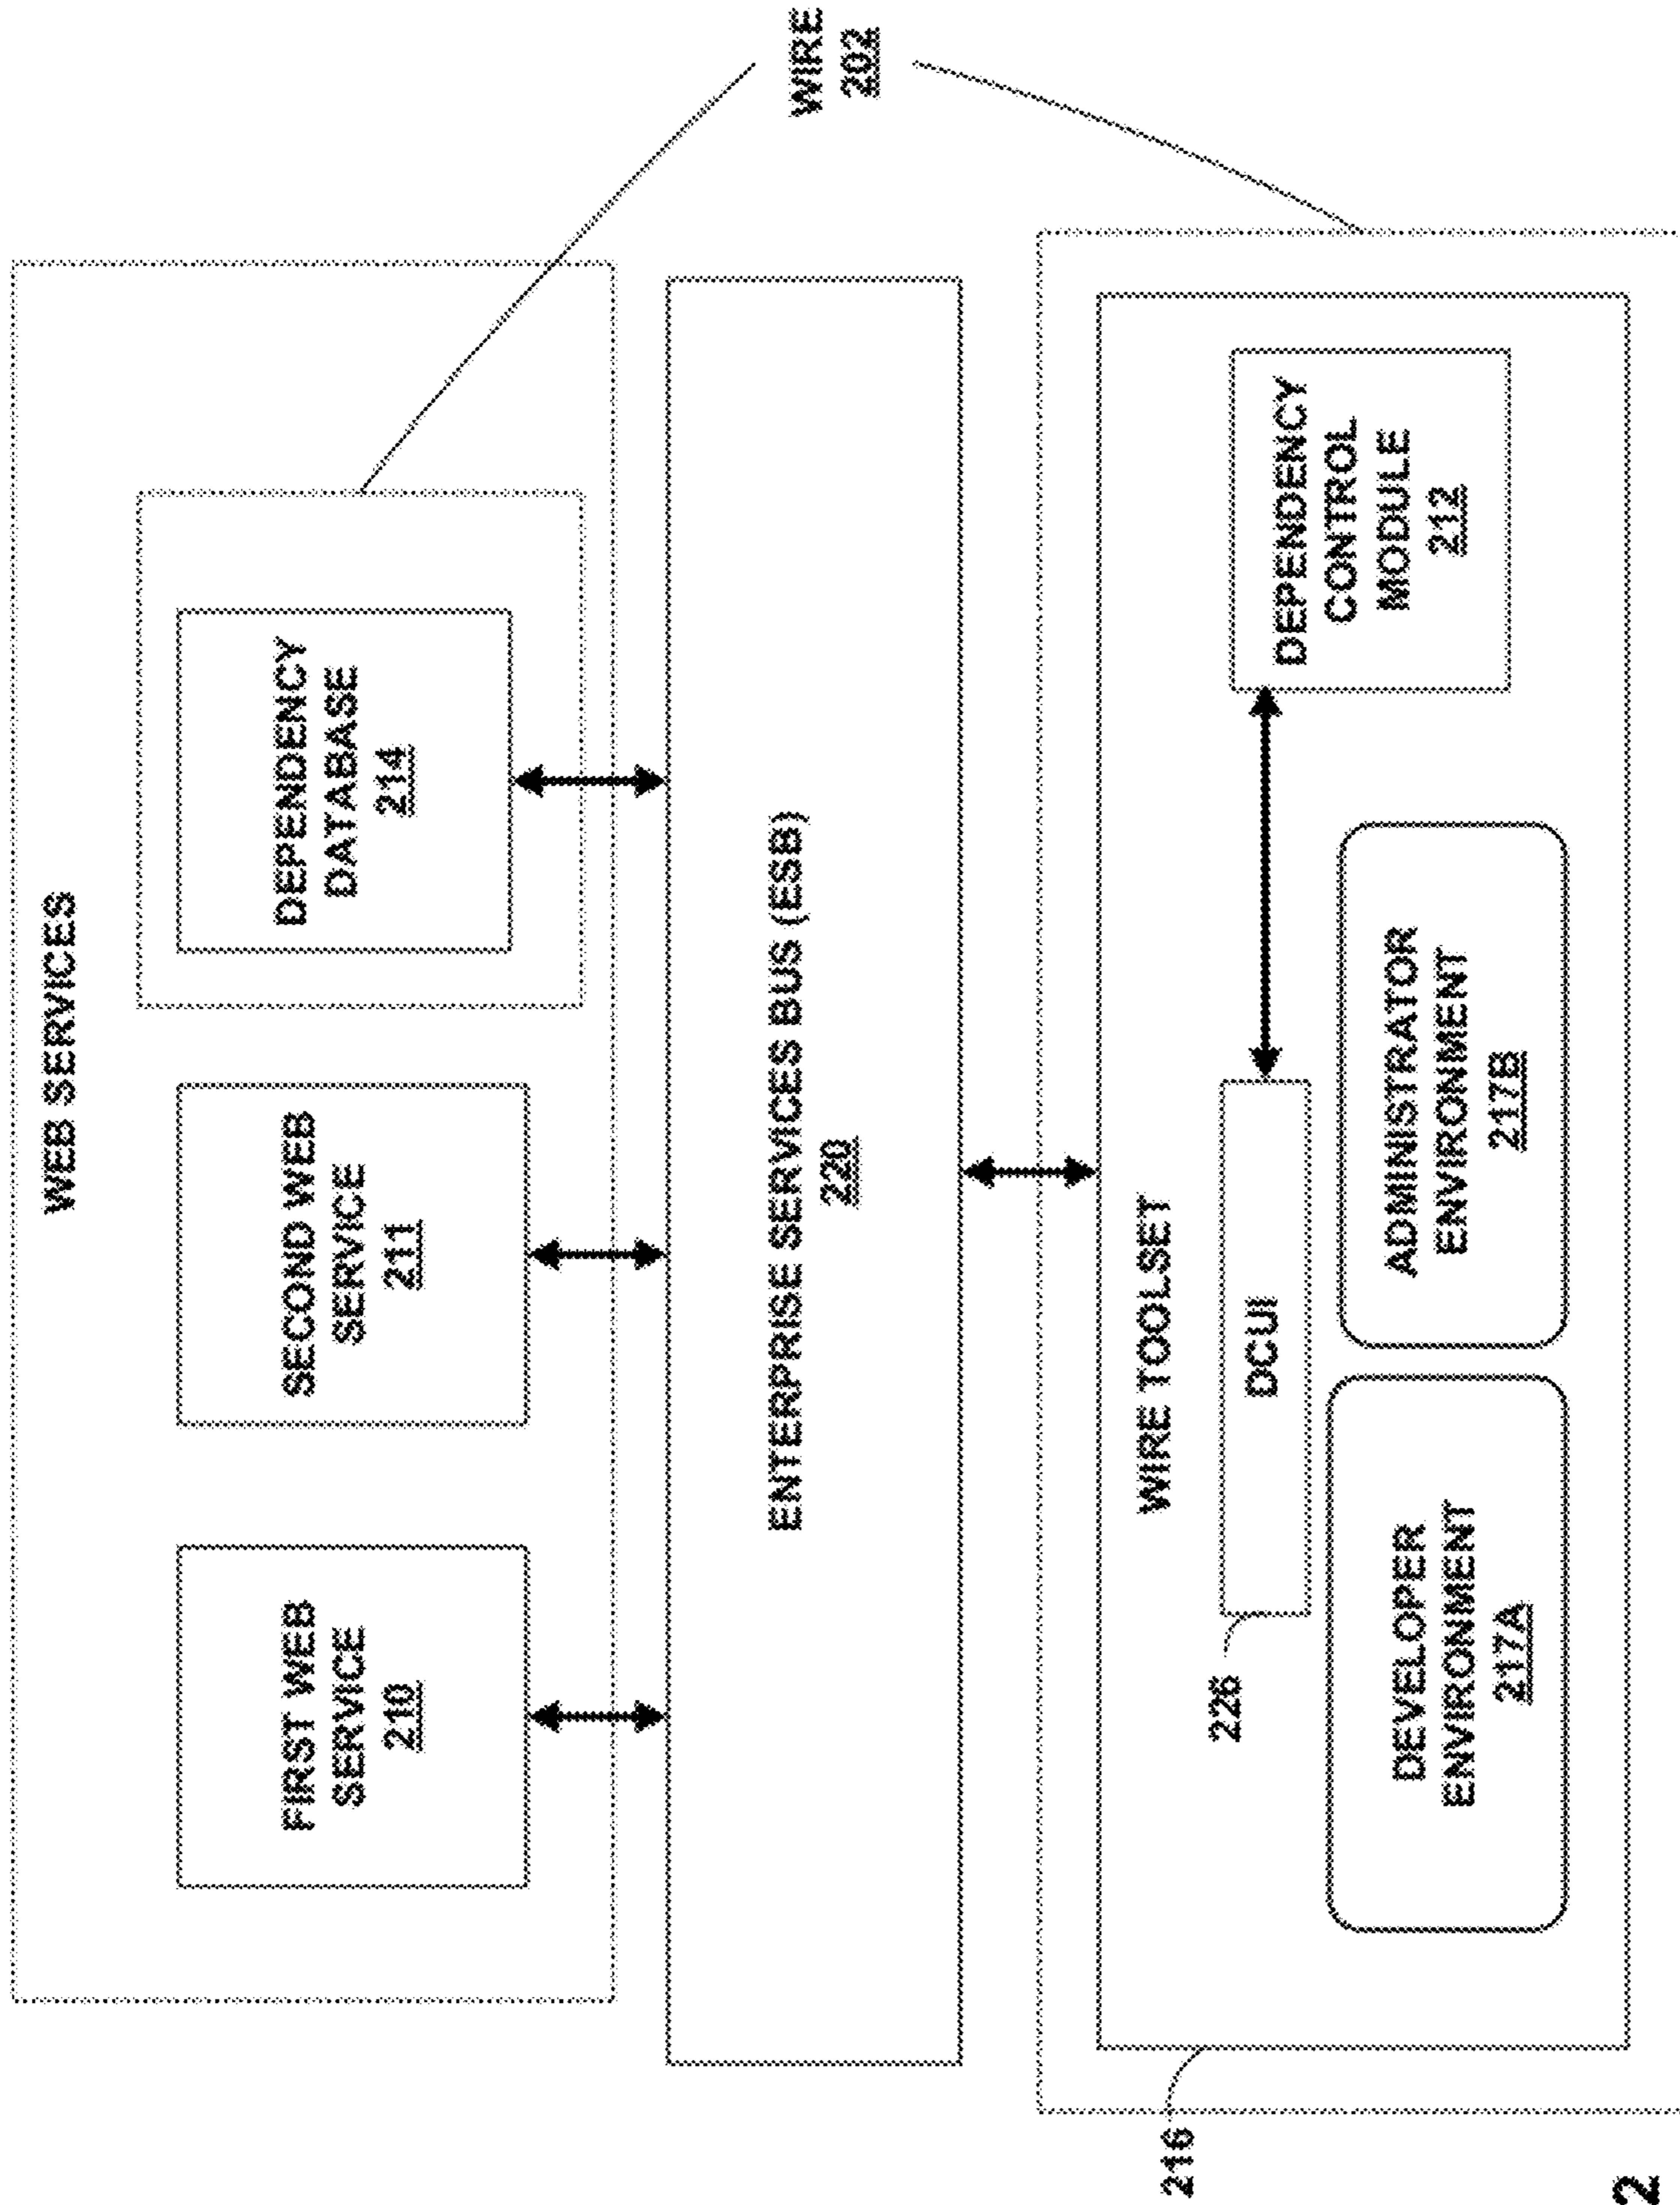 WEB SERVICES
FIRST WEB
SERVICE
210
SECOND WEB
SERVICE
211
DEPENDENCY
DATABASE
214
WIRE
202
ENTERPRISE SERVICES BUS (ESB)
220
216
WIRE TOOLSET
226
DCUI
DEPENDENCY
CONTROL
MODULE
212
DEVELOPER
ENVIRONMENT
217A
ADMINISTRATOR
ENVIRONMENT
217B
2